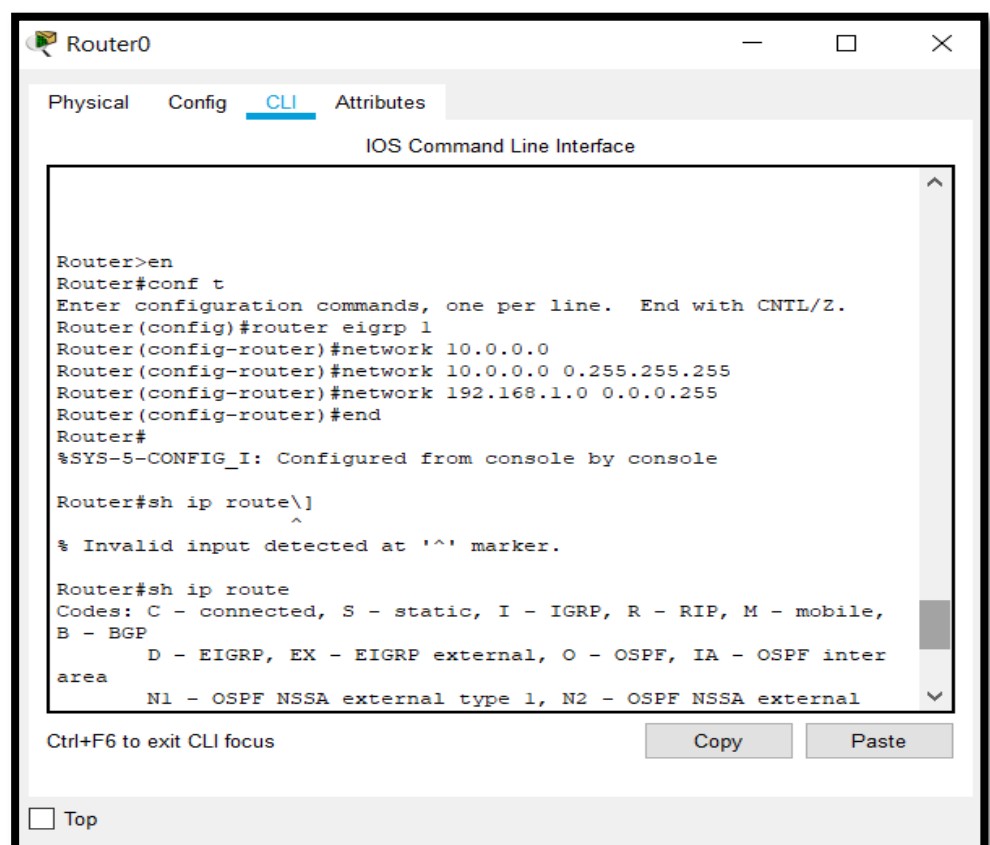 Router0
Physical Config CLI Attributes
IOS Command Line Interface
Router>en
Router#conf t
Enter configuration commands, one per line.  End with CNTL/Z.
Router(config)#router eigrp 1
Router(config-router)#network 10.0.0.0
Router(config-router)#network 10.0.0.0 0.255.255.255
Router(config-router)#network 192.168.1.0 0.0.0.255
Router(config-router)#end
Router#
%SYS-5-CONFIG_I: Configured from console by console
Router#sh ip route\]
^
% Invalid input detected at '^' marker.
Router#sh ip route
Codes: C - connected, S - static, I - IGRP, R - RIP, M - mobile,
B - BGP
D - EIGRP, EX - EIGRP external, O - OSPF, IA - OSPF inter
area
N1 - OSPF NSSA external type 1, N2 - OSPF NSSA external
Ctrl+F6 to exit CLI focus
Copy Paste
Top